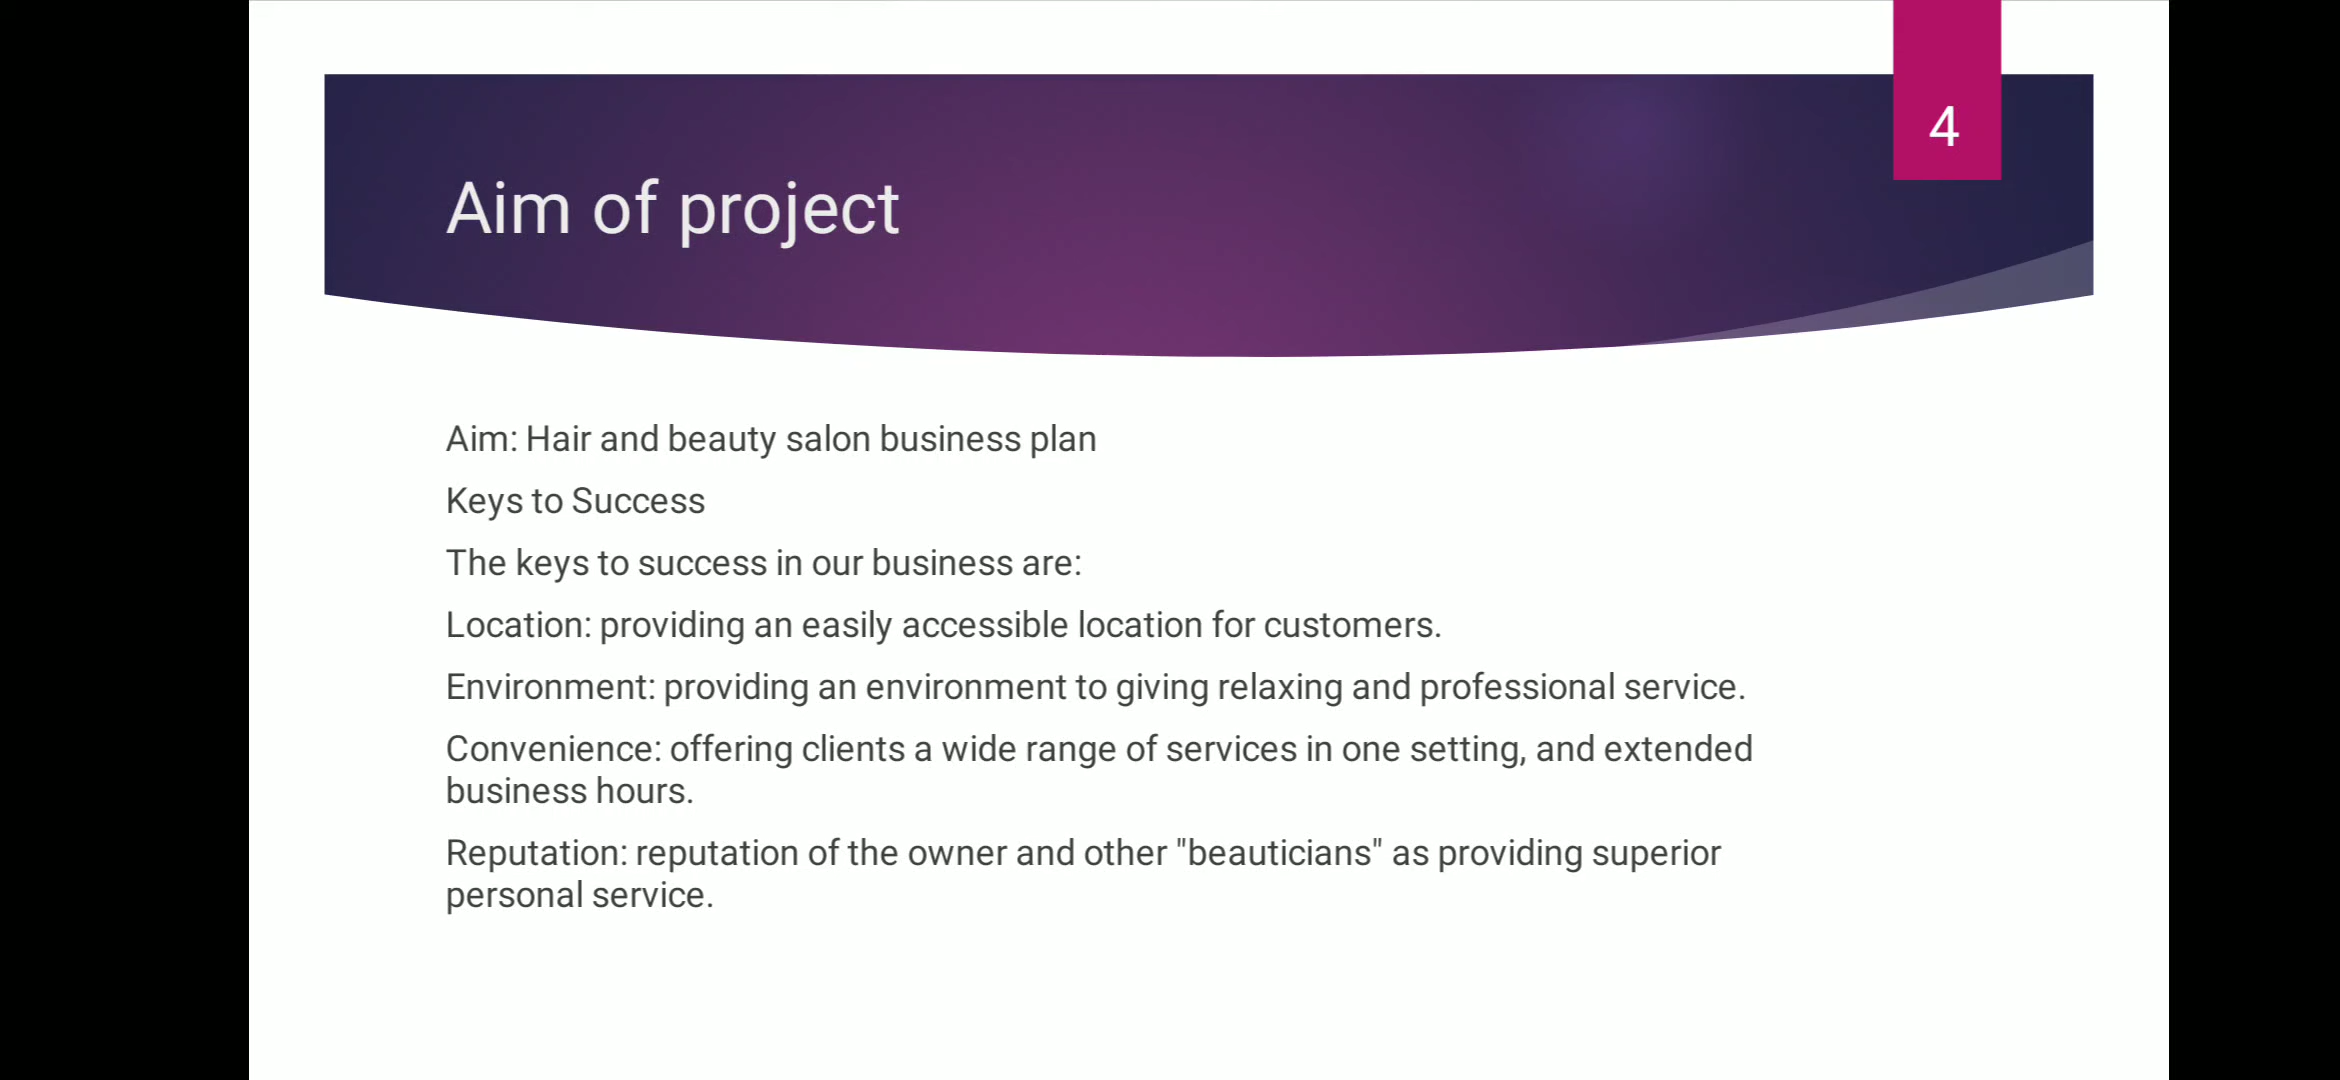 4
Aim of project
Aim: Hair and beauty salon business plan
Keys to Success
The keys to success in our business are:
Location: providing an easily accessible location for customers.
Environment: providing an environment to giving relaxing and professional service.
Convenience: offering clients a wide range of services in one setting, and extended
business hours.
Reputation: reputation of the owner and other "beauticians" as providing superior
personal service.